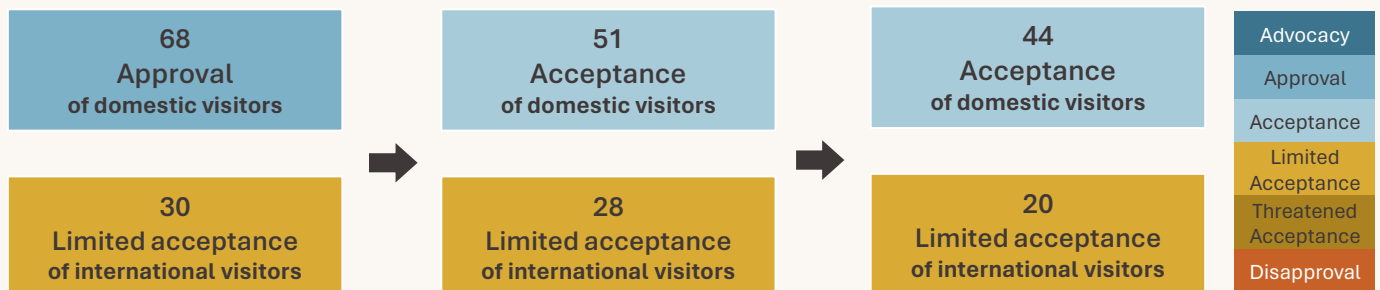 68
Approval
of domestic visitors
51
Acceptance
of domestic visitors
44
Acceptance
of domestic visitors
30
Limited acceptance
of international visitors
28
Limited acceptance
of international visitors
20
Limited acceptance
of international visitors
Advocacy
Approval
Acceptance
Limited
Acceptance
Threatened
Acceptance
Disapproval